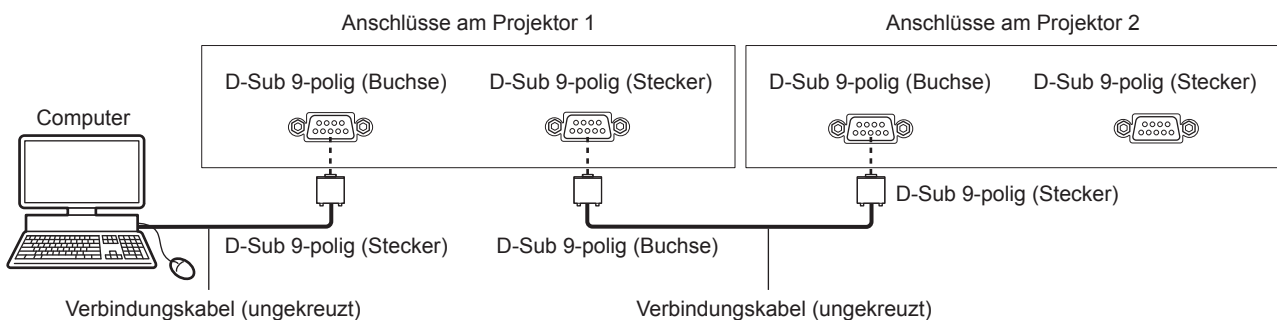 Anschlüsse am Projektor 1
Anschlüsse am Projektor 2
D-Sub 9-polig (Buchse)
D-Sub 9-polig (Stecker)
D-Sub 9-polig (Buchse)
D-Sub 9-polig (Stecker)
Computer
D-Sub 9-polig (Stecker)
D-Sub 9-polig (Stecker)
D-Sub 9-polig (Buchse)
Verbindungskabel (ungekreuzt)
Verbindungskabel (ungekreuzt)